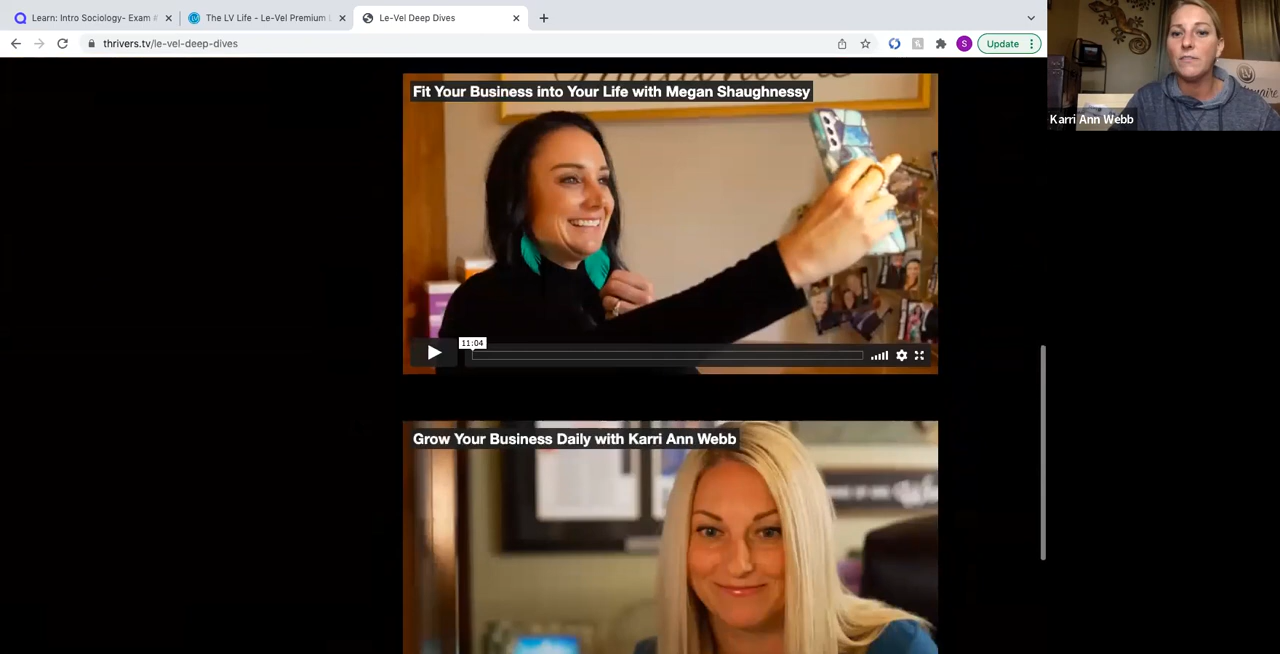 Learn: Intro Sociology- Exam #
The LV Life - Le-Vel Premium
Le-Vel Deep Dives
thrivers.tv/le-vel-deep-dives
S
Update
Karri Ann Webb
Fit Your Business into Your Life with Megan Shaughnessy
11:04
Grow Your Business Daily with Karri Ann Webb